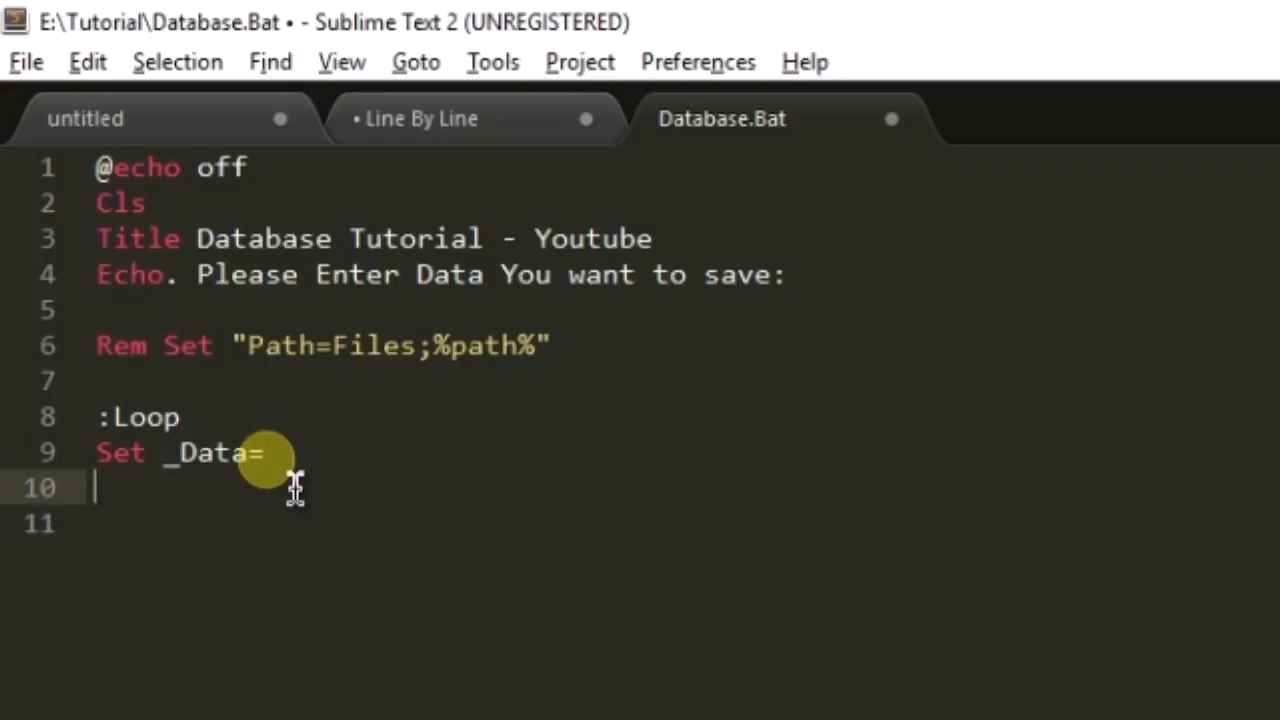 E:\Tutorial\Database.Bat • - Sublime Text 2 (UNREGISTERED)
File Edit Selection Find View Goto Tools Project Preferences Help
untitled • Line By Line Database.Bat
1 @echo off
2 Cls
3 Title Database Tutorial - Youtube
4 Echo. Please Enter Data You want to save:
5
6 Rem Set "Path=Files;%path%"
7
8 :Loop
9 Set _Data=
10
11